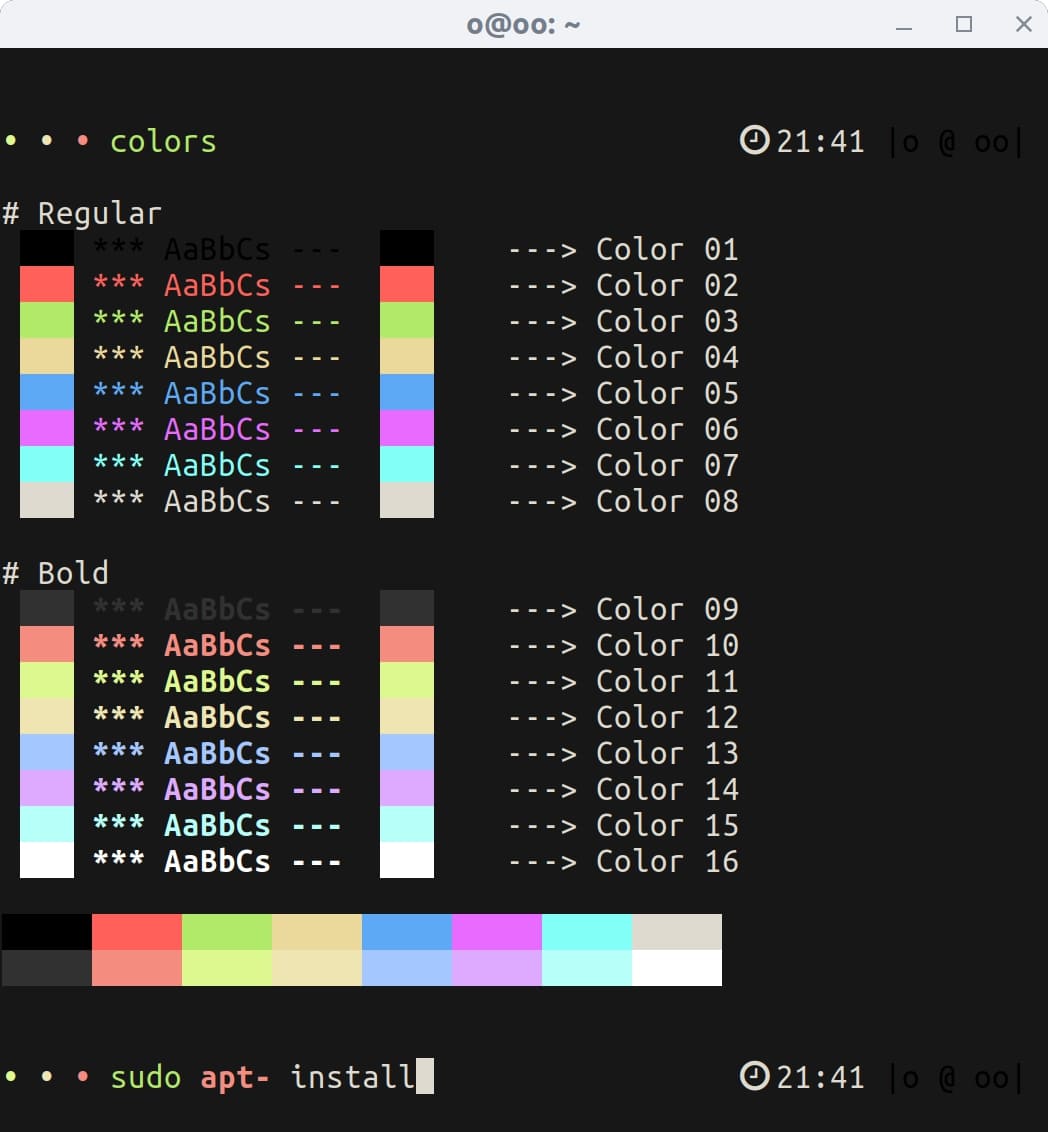 o@oo: ~
• • • colors 21:41 |o @ oo|
# Regular
*** AaBbCs --- ---> Color 01
*** AaBbCs --- ---> Color 02
*** AaBbCs --- ---> Color 03
*** AaBbCs --- ---> Color 04
*** AaBbCs --- ---> Color 05
*** AaBbCs --- ---> Color 06
*** AaBbCs --- ---> Color 07
*** AaBbCs --- ---> Color 08
# Bold
*** AaBbCs --- ---> Color 09
*** AaBbCs --- ---> Color 10
*** AaBbCs --- ---> Color 11
*** AaBbCs --- ---> Color 12
*** AaBbCs --- ---> Color 13
*** AaBbCs --- ---> Color 14
*** AaBbCs --- ---> Color 15
*** AaBbCs --- ---> Color 16
• • • sudo apt- install 21:41 |o @ oo|